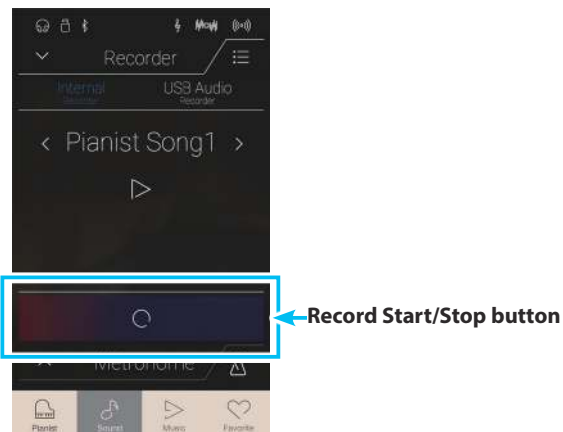 Recorder
Internal
Recorder
USB Audio
Recorder
Pianist Song1
Record Start/Stop button
Metronome
Pianist
Sound
Music
Favorite